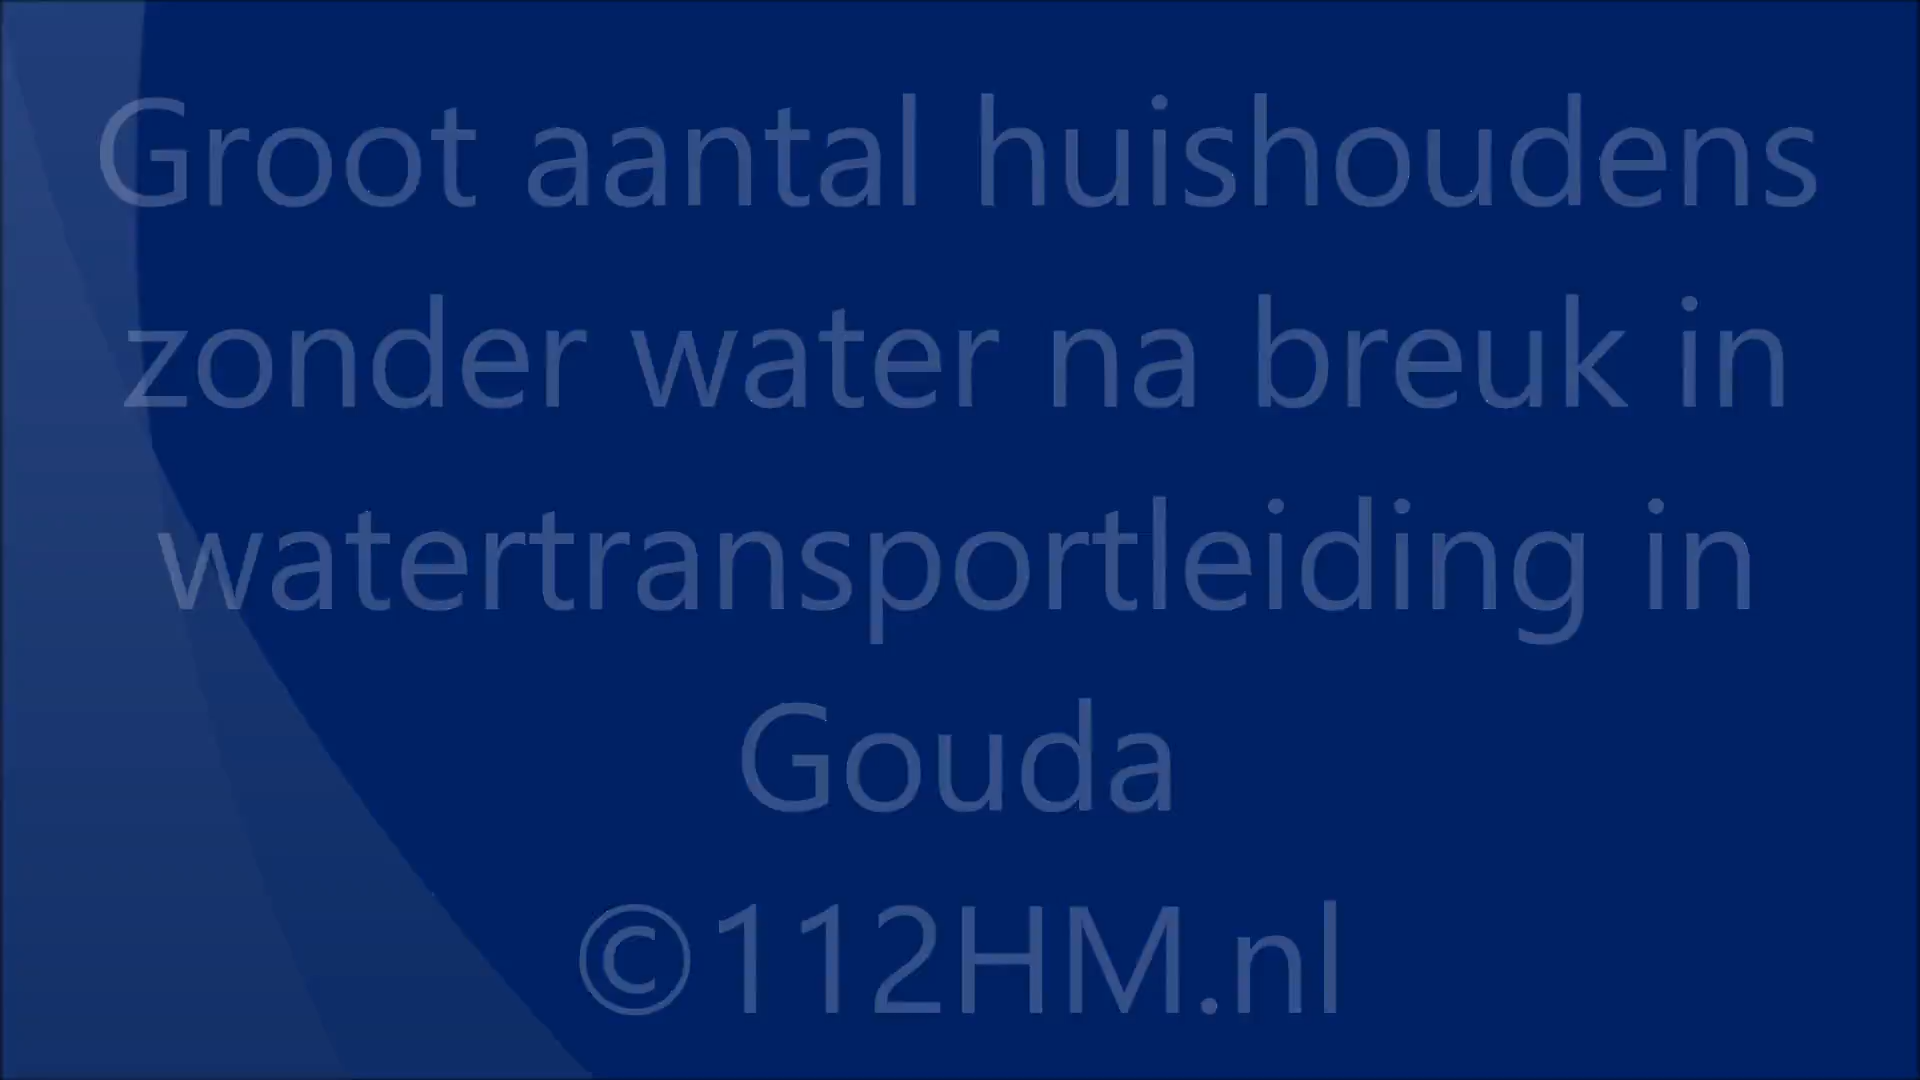 Groot aantal huishoudens
zonder water na breuk in
watertransportleiding in
Gouda
©112HM.nl